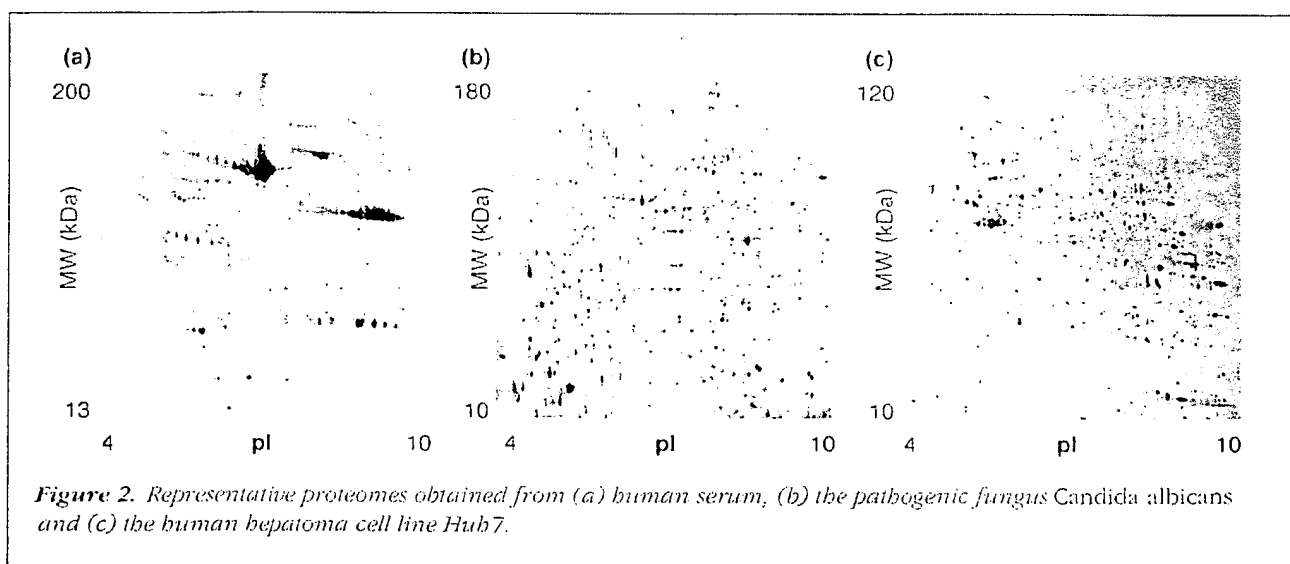 (a)
(b)
(c)
200
180
120
MW (kDa)
MW (kDa)
MW (kDa)
13
10
10
4 pI 10
4 pI 10
4 pI 10
Figure 2. Representative proteomes obtained from (a) human serum, (b) the pathogenic fungus Candida albicans
and (c) the human hepatoma cell line Huh7.